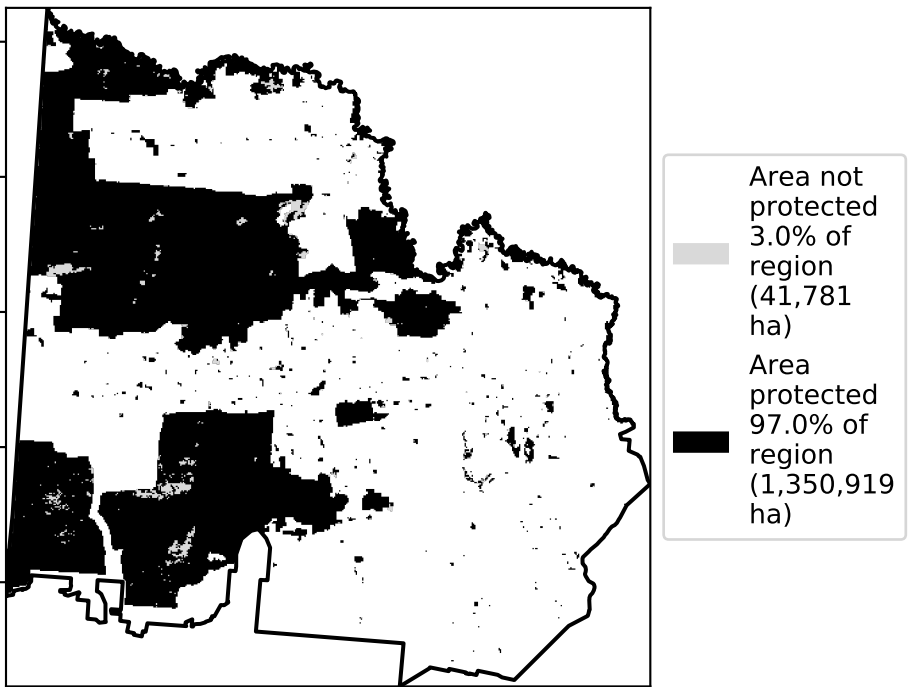 Area not
protected
3.0% of
region
(41,781
ha)
Area
protected
97.0% of
region
(1,350,919
ha)